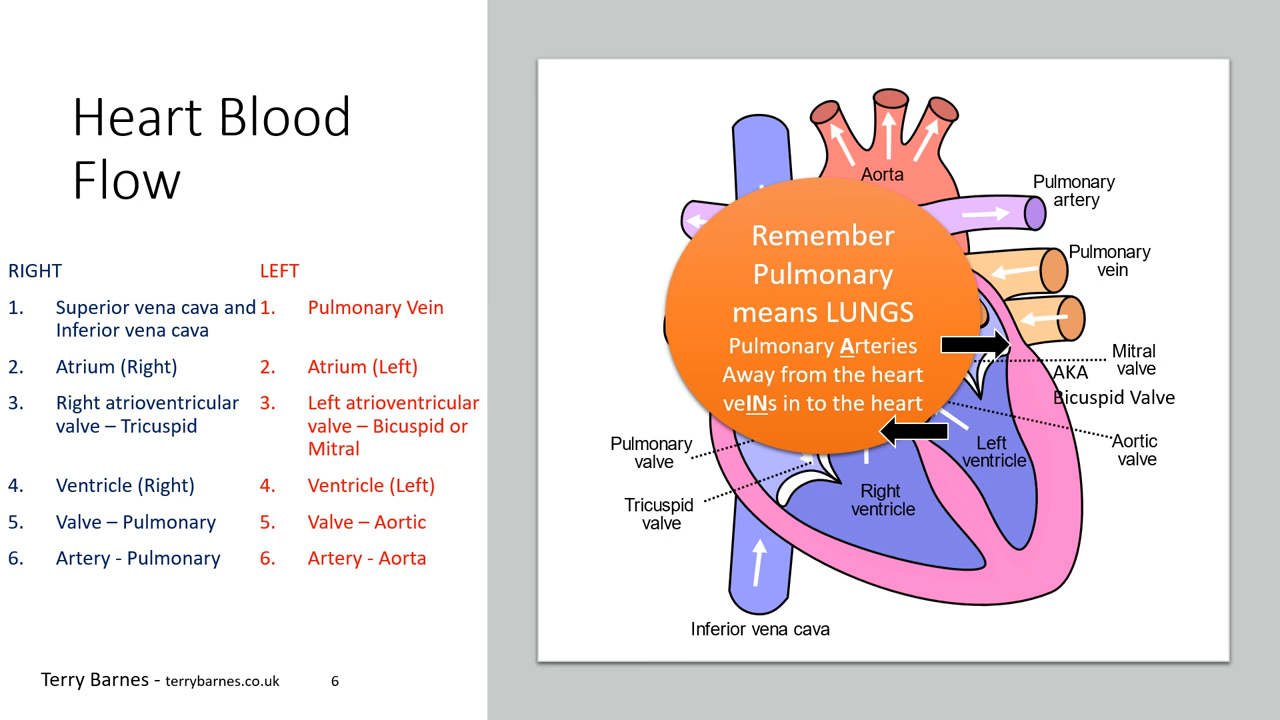 Heart Blood
Flow
RIGHT
1. Superior vena cava and
Inferior vena cava
2. Atrium (Right)
3. Right atrioventricular
valve – Tricuspid
4. Ventricle (Right)
5. Valve – Pulmonary
6. Artery - Pulmonary
LEFT
1. Pulmonary Vein
2. Atrium (Left)
3. Left atrioventricular
valve – Bicuspid or
Mitral
4. Ventricle (Left)
5. Valve – Aortic
6. Artery - Aorta
Terry Barnes - terrybarnes.co.uk
6
Aorta
Pulmonary
artery
Pulmonary
vein
Remember
Pulmonary
means LUNGS
Pulmonary Arteries
Away from the heart
veINs in to the heart
Mitral
valve
AKA
Bicuspid Valve
Aortic
valve
Left
ventricle
Pulmonary
valve
Tricuspid
valve
Right
ventricle
Inferior vena cava